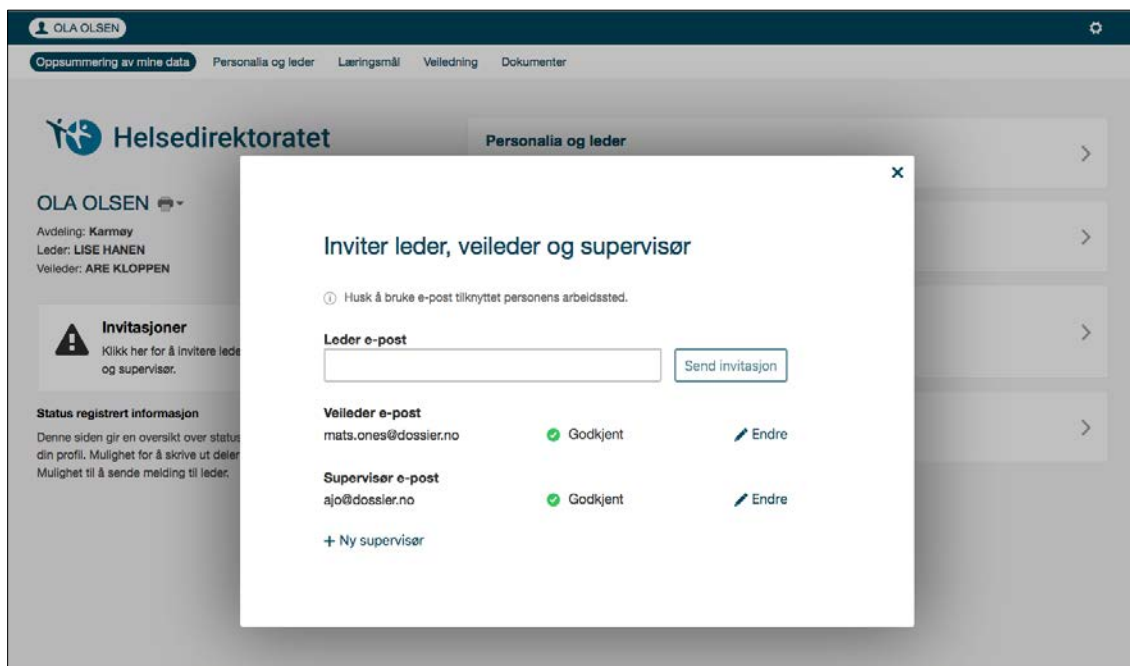 OLA OLSEN
Oppsummering av mine data Personalia og leder Læringsmål Veiledning Dokumenter
Helsedirektoratet
Personalia og leder
OLA OLSEN
Avdeling: Karmøy
Leder: LISE HANEN
Veileder: ARE KLOPPEN
Invitasjoner
Klikk her for å invitere lede
og supervisør.
Status registrert informasjon
Denne siden gir en oversikt over status
din profil. Mulighet for å skrive ut deler
Mulighet til å sende melding til leder.
Inviter leder, veileder og supervisør
Husk å bruke e-post tilknyttet personens arbeidssted.
Leder e-post
Send invitasjon
Veileder e-post
mats.ones@dossier.no Godkjent Endre
Supervisør e-post
ajo@dossier.no Godkjent Endre
+ Ny supervisør